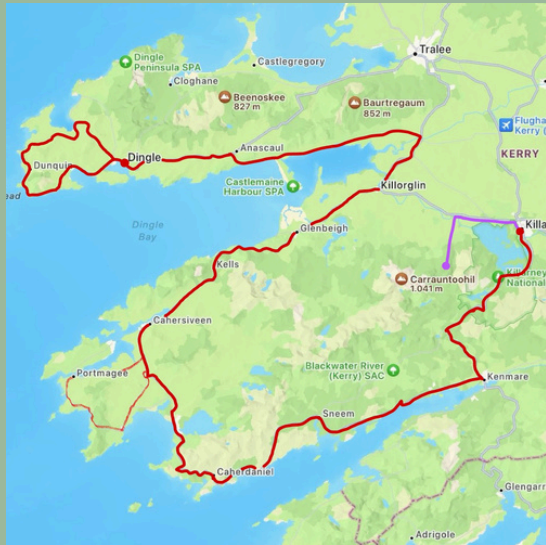 Tralee
Castlegregory
Dingle
Peninsula SPA
Cloghane
Beenoskee
827 m
Baurtregaum
852 m
Flugha
Kerry (
KERRY
Dingle
Anascaul
Dunquin
ead
Castlemaine
Harbour SPA
Killorglin
Dingle
Bay
Glenbeigh
Killa
Kells
Carrauntoohil
1.041 m
Killarney
National
Cahersiveen
Portmagee
Blackwater River
(Kerry) SAC
Kenmare
Sneem
Caherdaniel
Glengarr
Adrigole